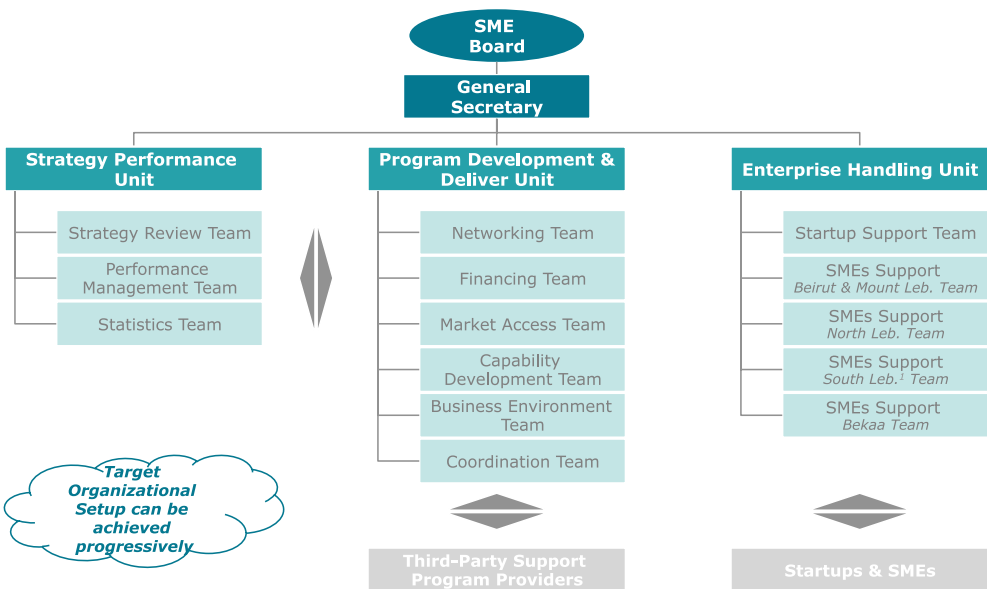 SME
Board
General
Secretary
Strategy Performance
Unit
Strategy Review Team
Performance
Management Team
Statistics Team
Program Development &
Deliver Unit
Networking Team
Financing Team
Market Access Team
Capability
Development Team
Business Environment
Team
Coordination Team
Enterprise Handling Unit
Startup Support Team
SMEs Support
Beirut & Mount Leb. Team
SMEs Support
North Leb. Team
SMEs Support
South Leb.¹ Team
SMEs Support
Bekaa Team
Target
Organizational
Setup can be
achieved
progressively
Third-Party Support
Program Providers
Startups & SMEs